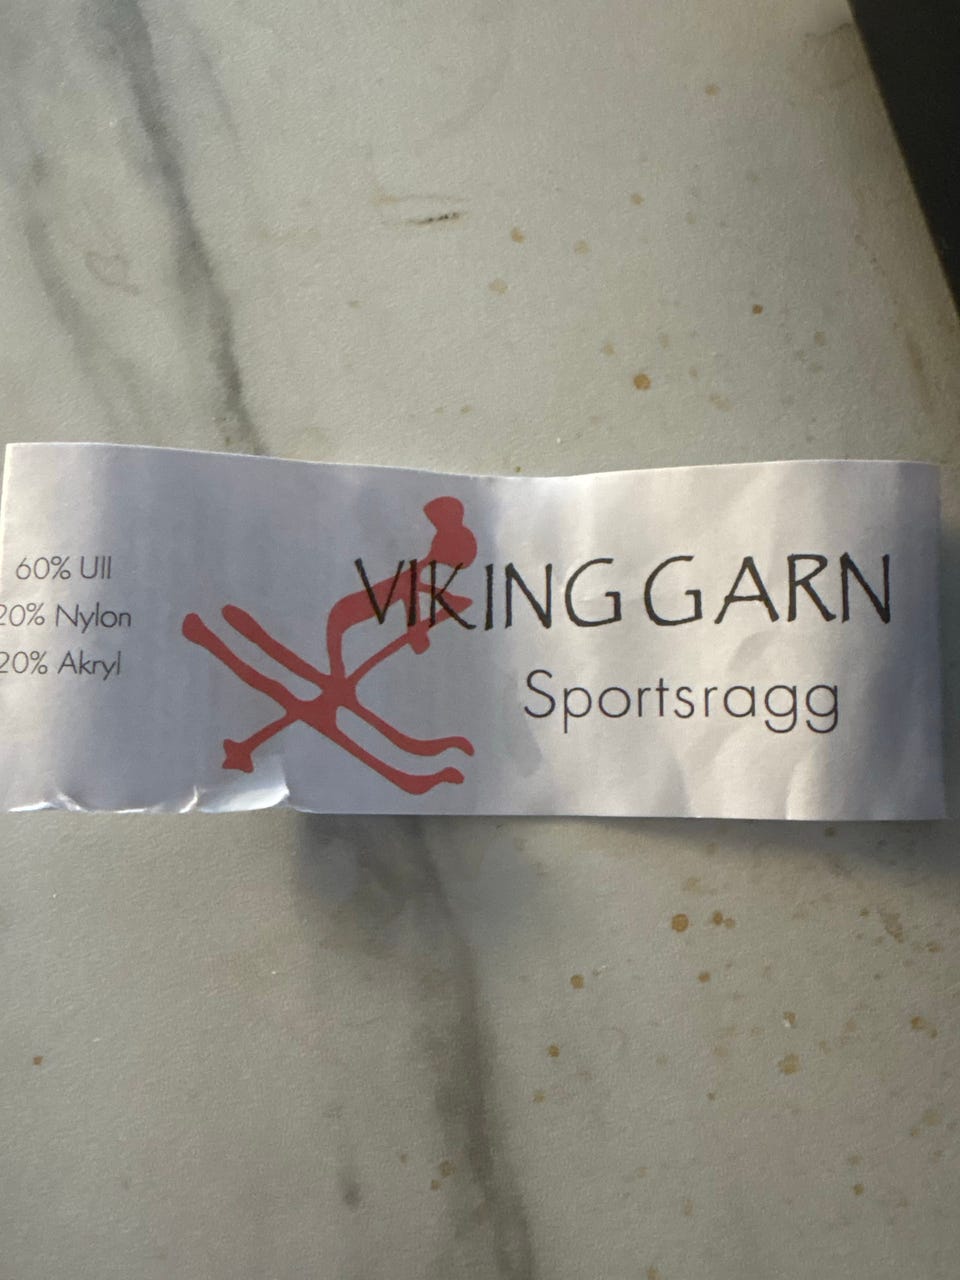 60% Ull
20% Nylon
20% Akryl
VIKING GARN
Sportsragg